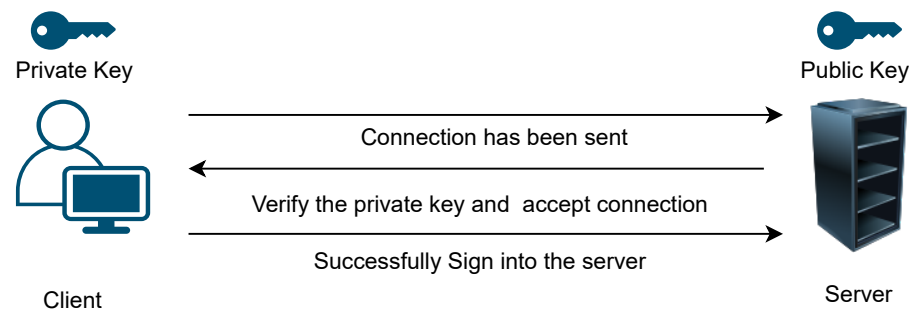 Private Key
Public Key
Connection has been sent
Verify the private key and accept connection
Successfully Sign into the server
Client
Server